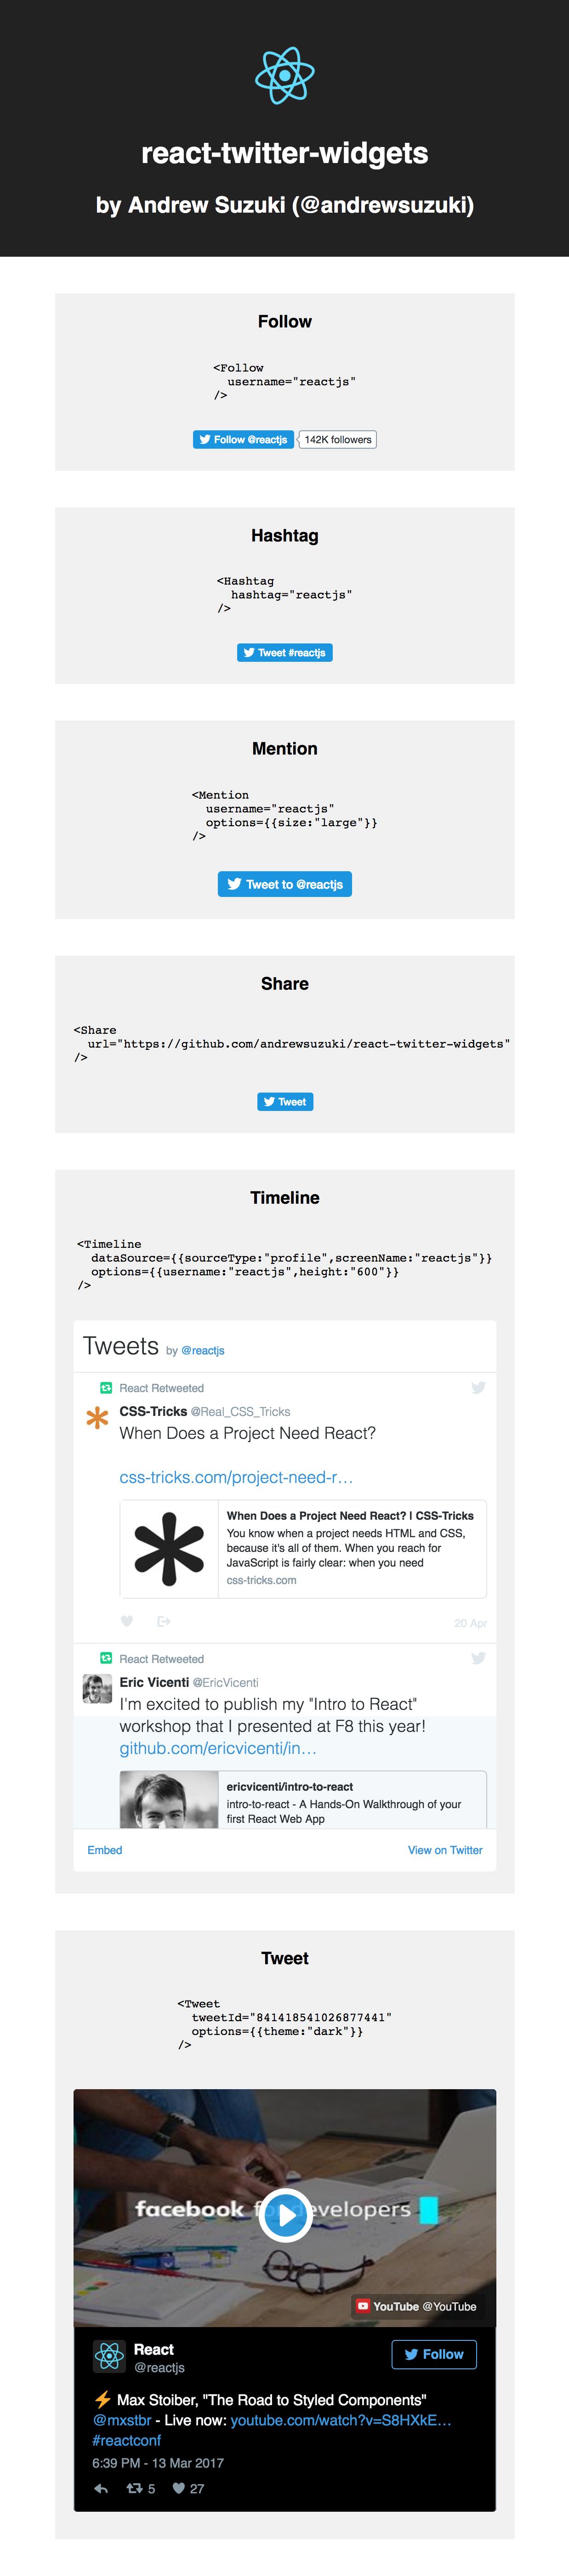 react-twitter-widgets
by Andrew Suzuki (@andrewsuzuki)
Follow
<Follow
  username="reactjs"
/>
Follow @reactjs
142K followers
Hashtag
<Hashtag
  hashtag="reactjs"
/>
Tweet #reactjs
Mention
<Mention
  username="reactjs"
  options={{size:"large"}}
/>
Tweet to @reactjs
Share
<Share
  url="https://github.com/andrewsuzuki/react-twitter-widgets"
/>
Tweet
Timeline
<Timeline
  dataSource={{sourceType:"profile",screenName:"reactjs"}}
  options={{username:"reactjs",height:"600"}}
/>
Tweets by @reactjs
React Retweeted
CSS-Tricks @Real_CSS_Tricks
When Does a Project Need React?
css-tricks.com/project-need-r…
When Does a Project Need React? | CSS-Tricks
You know when a project needs HTML and CSS,
because it's all of them. When you reach for
JavaScript is fairly clear: when you need
css-tricks.com
20 Apr
React Retweeted
Eric Vicenti @EricVicenti
I'm excited to publish my "Intro to React"
workshop that I presented at F8 this year!
github.com/ericvicenti/in…
ericvicenti/intro-to-react
intro-to-react - A Hands-On Walkthrough of your
first React Web App
Embed
View on Twitter
Tweet
<Tweet
  tweetId="841418541026877441"
  options={{theme:"dark"}}
/>
facebook for developers
YouTube @YouTube
React
@reactjs
Follow
⚡ Max Stoiber, "The Road to Styled Components"
@mxstbr - Live now: youtube.com/watch?v=S8HXkE…
#reactconf
6:39 PM - 13 Mar 2017
5
27